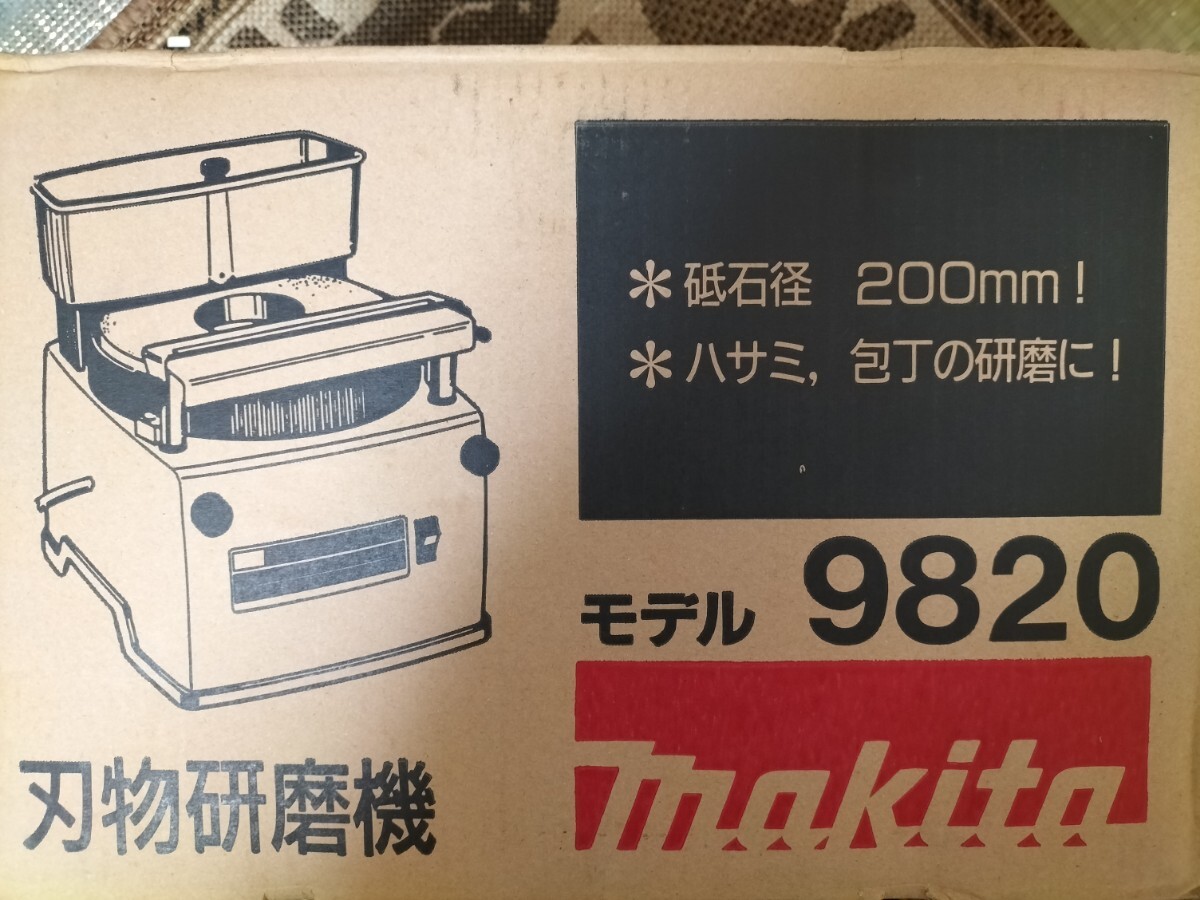 ＊砥石径 200mm!
＊ハサミ,包丁の研磨に!
モデル 9820
makita
刃物研磨機